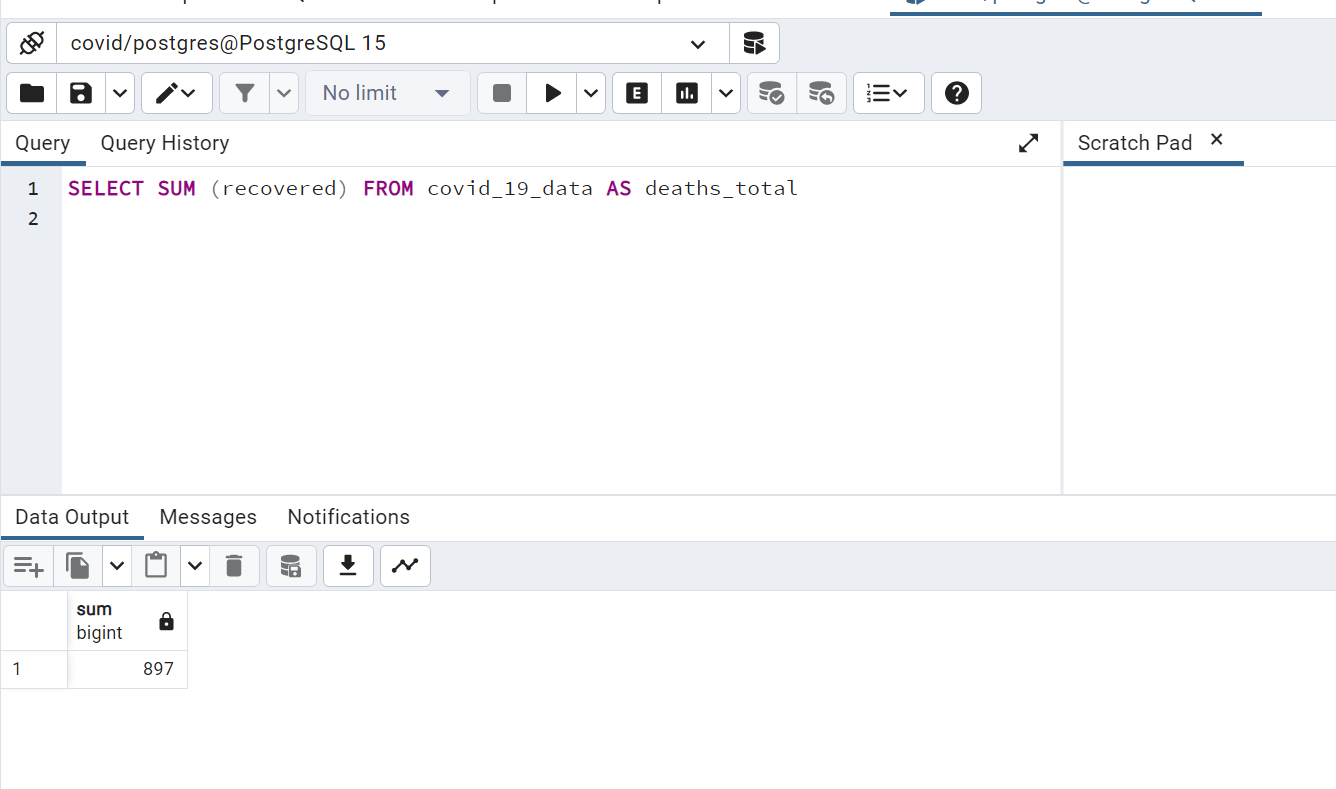 covid/postgres@PostgreSQL 15
No limit
E
Query Query History
Scratch Pad
1 SELECT SUM (recovered) FROM covid_19_data AS deaths_total
2
Data Output Messages Notifications
sum
bigint
1 897